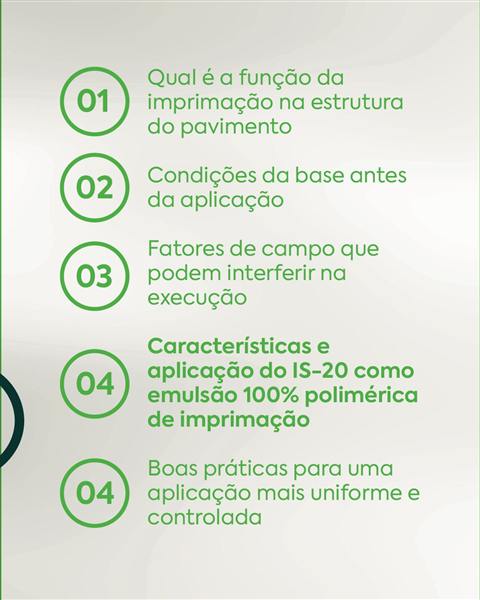 01
Qual é a função da
imprimação na estrutura
do pavimento
02
Condições da base antes
da aplicação
03
Fatores de campo que
podem interferir na
execução
04
Características e
aplicação do IS-20 como
emulsão 100% polimérica
de imprimação
04
Boas práticas para uma
aplicação mais uniforme e
controlada